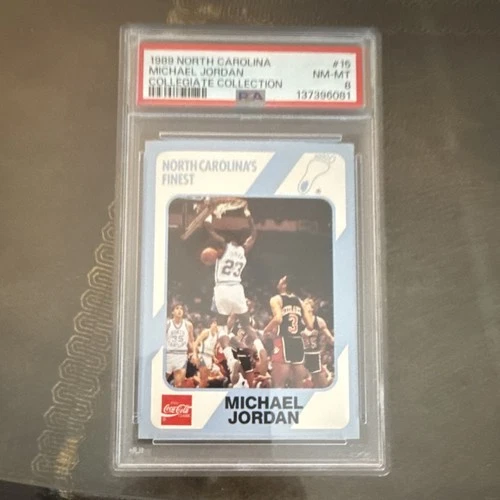 1989 NORTH CAROLINA #15
MICHAEL JORDAN NM-MT
COLLEGIATE COLLECTION 8
PSA 137396081
NORTH CAROLINA'S
FINEST
23
3
Coca-Cola
MICHAEL
JORDAN